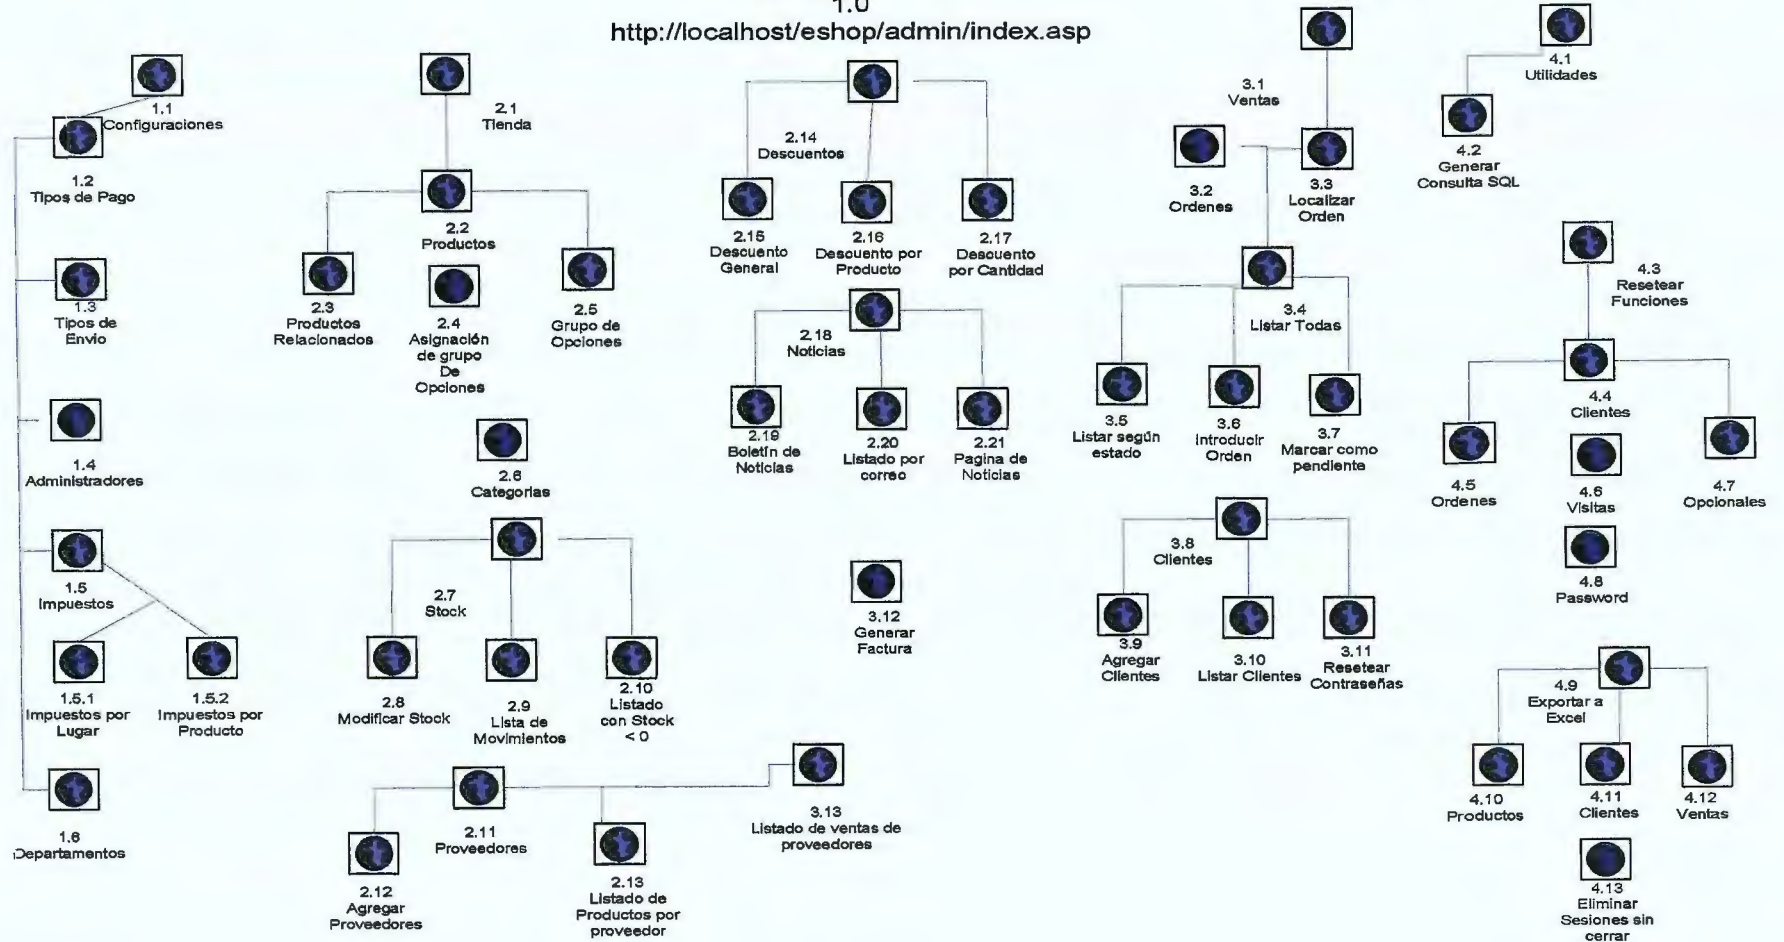 1.0
http://localhost/eshop/admin/index.asp
1.1
Configuraciones
1.2
Tipos de Pago
1.3
Tipos de
Envio
1.4
Administradores
1.5
Impuestos
1.5.1
Impuestos por
Lugar
1.5.2
Impuestos por
Producto
1.6
Departamentos
2.1
Tienda
2.2
Productos
2.3
Productos
Relacionados
2.4
Asignación
de grupo
De
Opciones
2.5
Grupo de
Opciones
2.6
Categorias
2.7
Stock
2.8
Modificar Stock
2.9
Lista de
Movimientos
2.10
Listado
con Stock
< 0
2.11
Proveedores
2.12
Agregar
Proveedores
2.13
Listado de
Productos por
proveedor
3.13
Listado de ventas de
proveedores
2.14
Descuentos
2.15
Descuento
General
2.16
Descuento por
Producto
2.17
Descuento
por Cantidad
2.18
Noticias
2.19
Boletín de
Noticias
2.20
Listado por
correo
2.21
Pagina de
Noticias
3.12
Generar
Factura
3.1
Ventas
3.2
Ordenes
3.3
Localizar
Orden
3.4
Listar Todas
3.5
Listar según
estado
3.6
Introducir
Orden
3.7
Marcar como
pendiente
3.8
Clientes
3.9
Agregar
Clientes
3.10
Listar Clientes
3.11
Resetear
Contraseñas
4.1
Utilidades
4.2
Generar
Consulta SQL
4.3
Resetear
Funciones
4.4
Clientes
4.5
Ordenes
4.6
Visitas
4.7
Opcionales
4.8
Password
4.9
Exportar a
Excel
4.10
Productos
4.11
Clientes
4.12
Ventas
4.13
Eliminar
Sesiones sin
cerrar